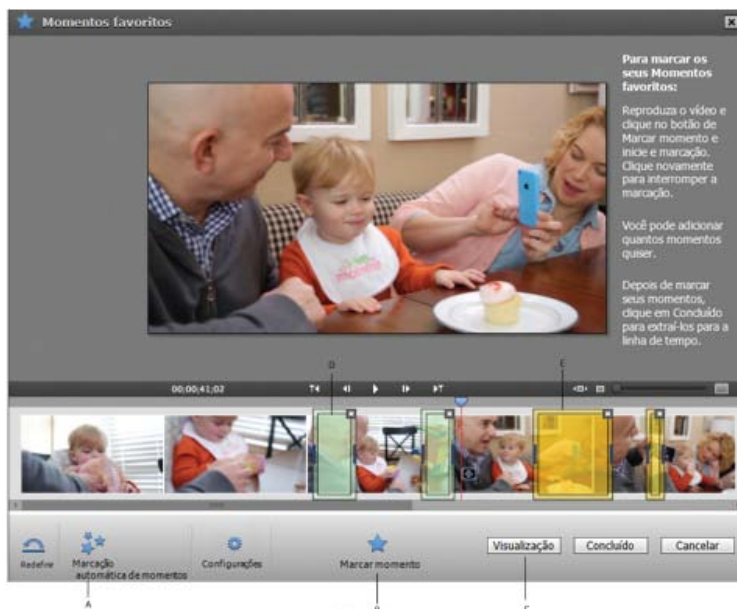 Momentos favoritos
Para marcar os
seus Momentos
favoritos:
Reproduza o vídeo e
clique no botão de
Marcar momento e
inicie e marcação.
Clique novamente
para interromper a
marcação.
Você pode adicionar
quantos momentos
quiser.
Depois de marcar
seus momentos,
clique em Concluído
para extraí-los para a
linha de tempo.
D
E
00;00;41;02
Redefinir
Marcação
automática de momentos
Configurações
Marcar momento
Visualização
Concluído
Cancelar
A
B
C